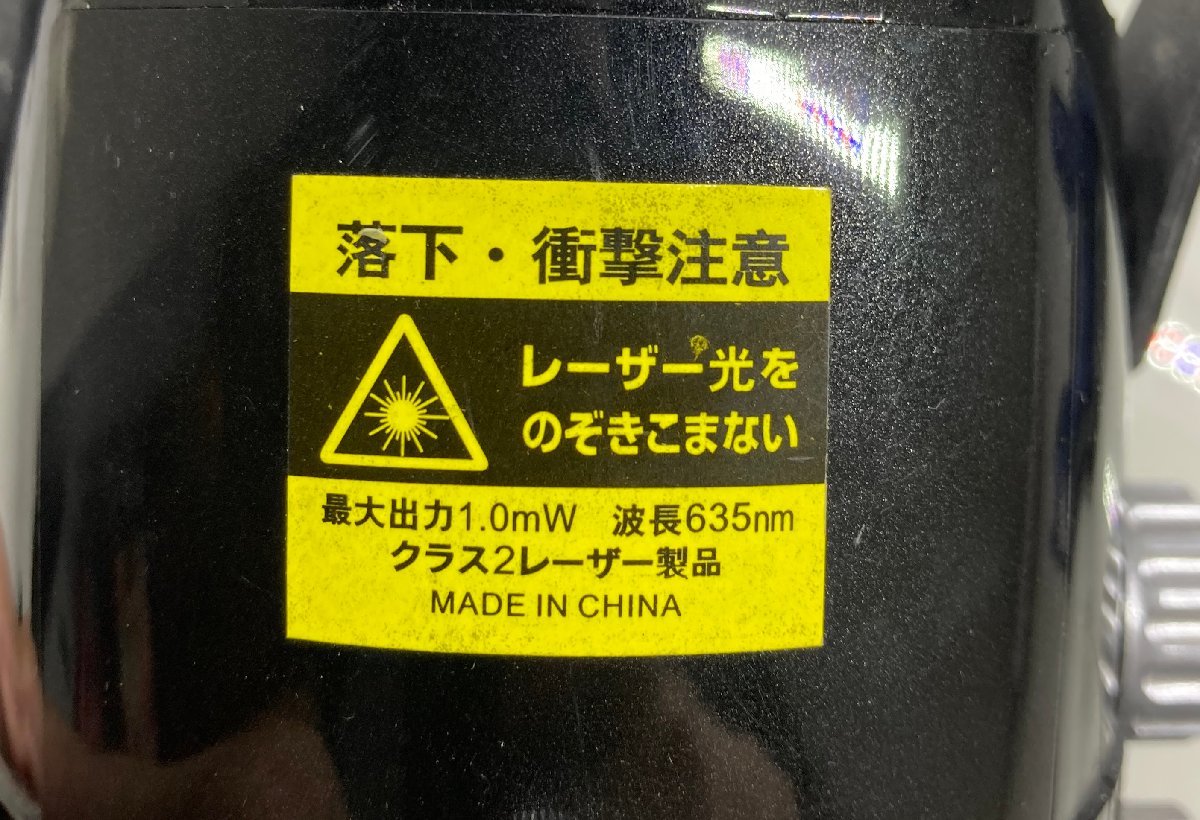 落下・衝撃注意
レーザー光を
のぞきこまない
最大出力1.0mW 波長635nm
クラス2レーザー製品
MADE IN CHINA